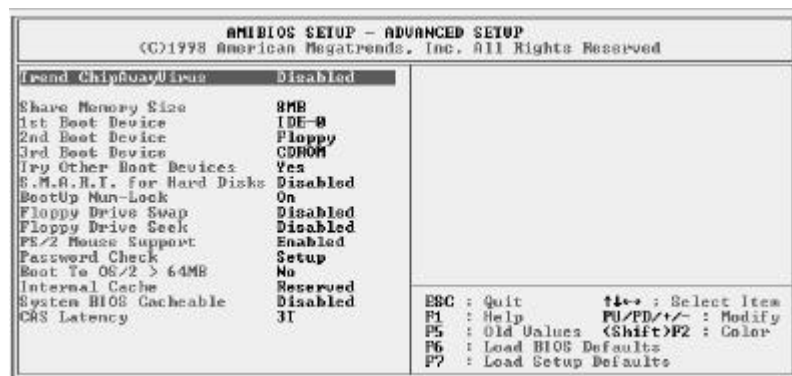 AMIBIOS SETUP - ADVANCED SETUP
(C)1998 American Megatrends, Inc. All Rights Reserved
Trend ChipAwayVirus Disabled
Share Memory Size 8MB
1st Boot Device IDE-0
2nd Boot Device Floppy
3rd Boot Device CDROM
Try Other Boot Devices Yes
S.M.A.R.T. for Hard Disks Disabled
BootUp Num-Lock On
Floppy Drive Swap Disabled
Floppy Drive Seek Disabled
PS/2 Mouse Support Enabled
Password Check Setup
Boot To OS/2 > 64MB No
Internal Cache Reserved
System BIOS Cacheable Disabled
CAS Latency 3T
ESC : Quit ↑↓←→ : Select Item
F1 : Help PU/PD/+/- : Modify
F5 : Old Values (Shift)F2 : Color
F6 : Load BIOS Defaults
F7 : Load Setup Defaults